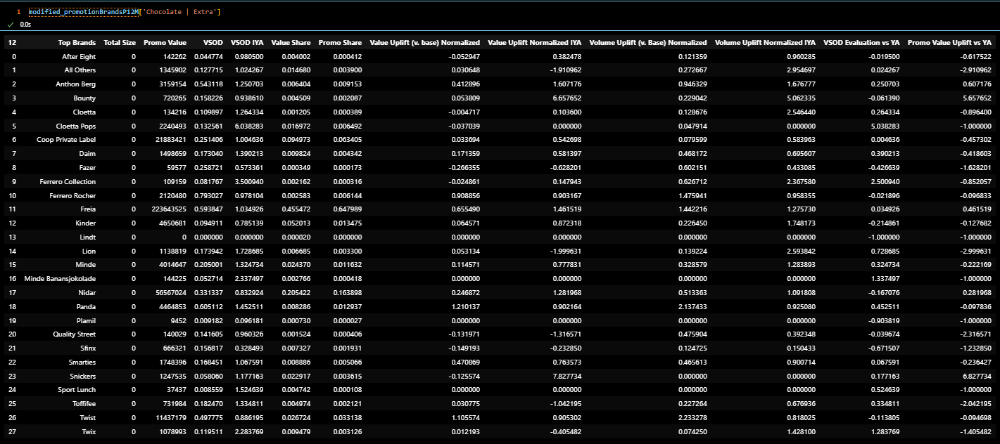 1 modified_promotionBrandsP12M['Chocolate | Extra']
✓ 0.0s
12 Top Brands Total Size Promo Value VSOD VSOD IYA Value Share Promo Share Value Uplift (v. base) Normalized Value Uplift Normalized IYA Volume Uplift (v. Base) Normalized Volume Uplift Normalized IYA VSOD Evaluation vs YA Promo Value Uplift vs YA
0 After Eight 0 142262 0.044774 0.980500 0.004002 0.000412 -0.052947 0.382478 0.121359 0.960285 -0.019500 -0.617522
1 All Others 0 1345902 0.127715 1.024267 0.014680 0.003900 0.030648 -1.910962 0.272667 2.954697 0.024267 -2.910962
2 Anthon Berg 0 3159154 0.543118 1.250703 0.006404 0.009153 0.412896 1.607176 0.946329 1.676777 0.250703 0.607176
3 Bounty 0 720265 0.158226 0.938610 0.004509 0.002087 0.053809 6.657652 0.229042 5.062335 -0.061390 5.657652
4 Cloetta 0 134216 0.109897 1.264334 0.001205 0.000389 -0.004717 0.103600 0.128676 2.546440 0.264334 -0.896400
5 Cloetta Pops 0 2240493 0.132561 6.038283 0.016972 0.006492 -0.037039 0.000000 0.047914 0.000000 5.038283 -1.000000
6 Coop Private Label 0 21883421 0.251406 1.004636 0.094973 0.063405 0.033694 0.542698 0.079599 0.583963 0.004636 -0.457302
7 Daim 0 1498659 0.173040 1.390213 0.009824 0.004342 0.171359 0.581397 0.468172 0.695607 0.390213 -0.418603
8 Fazer 0 59577 0.258721 0.573361 0.000349 0.000173 -0.266355 -0.628201 0.602151 0.433085 -0.426639 -1.628201
9 Ferrero Collection 0 109159 0.081767 3.500940 0.002162 0.000316 -0.024861 0.147943 0.626712 2.367580 2.500940 -0.852057
10 Ferrero Rocher 0 2120480 0.793027 0.978104 0.002583 0.006144 0.908856 0.903167 1.475941 0.958355 -0.021896 -0.096833
11 Freia 0 223643525 0.593847 1.034926 0.455472 0.647989 0.655490 1.461519 1.442216 1.275730 0.034926 0.461519
12 Kinder 0 4650681 0.094911 0.785139 0.052013 0.013475 0.064571 0.872318 0.226450 1.748173 -0.214861 -0.127682
13 Lindt 0 0 0.000000 0.000000 0.000020 0.000000 0.000000 0.000000 0.000000 0.000000 -1.000000 -1.000000
14 Lion 0 1138819 0.173942 1.728685 0.006685 0.003300 0.053134 -1.999631 0.139224 2.593842 0.728685 -2.999631
15 Minde 0 4014647 0.205001 1.324734 0.024370 0.011632 0.114571 0.777831 0.328579 1.283893 0.324734 -0.222169
16 Minde Banansjokolade 0 144225 0.052714 2.337497 0.002766 0.000418 0.000000 0.000000 0.000000 0.000000 1.337497 -1.000000
17 Nidar 0 56567024 0.331337 0.832924 0.205422 0.163898 0.246872 1.281968 0.513363 1.091808 -0.167076 0.281968
18 Panda 0 4464853 0.605112 1.452511 0.008286 0.012937 1.210137 0.902164 2.137433 0.925080 0.452511 -0.097836
19 Plamil 0 9452 0.009182 0.096181 0.000730 0.000027 0.000000 0.000000 0.000000 0.000000 -0.903819 -1.000000
20 Quality Street 0 140029 0.141605 0.960326 0.001524 0.000406 -0.131971 -1.316571 0.475904 0.392348 -0.039674 -2.316571
21 Sfinx 0 666321 0.156817 0.328493 0.007327 0.001931 -0.149193 -0.232850 0.124725 0.150433 -0.671507 -1.232850
22 Smarties 0 1748396 0.168451 1.067591 0.008886 0.005066 0.470869 0.763573 0.465613 0.900714 0.067591 -0.236427
23 Snickers 0 1247535 0.058060 1.177163 0.022917 0.003615 -0.125574 7.827734 0.000000 0.000000 0.177163 6.827734
24 Sport Lunch 0 37437 0.008559 1.524639 0.004742 0.000108 0.000000 0.000000 0.000000 0.000000 0.524639 -1.000000
25 Toffifee 0 731984 0.182470 1.334811 0.004974 0.002121 0.030775 -1.042195 0.227264 0.676936 0.334811 -2.042195
26 Twist 0 11437179 0.497775 0.886195 0.026724 0.033138 1.105574 0.905302 2.233278 0.818025 -0.113805 -0.094698
27 Twix 0 1078993 0.119511 2.283769 0.009479 0.003126 0.012193 -0.405482 0.074250 1.428100 1.283769 -1.405482